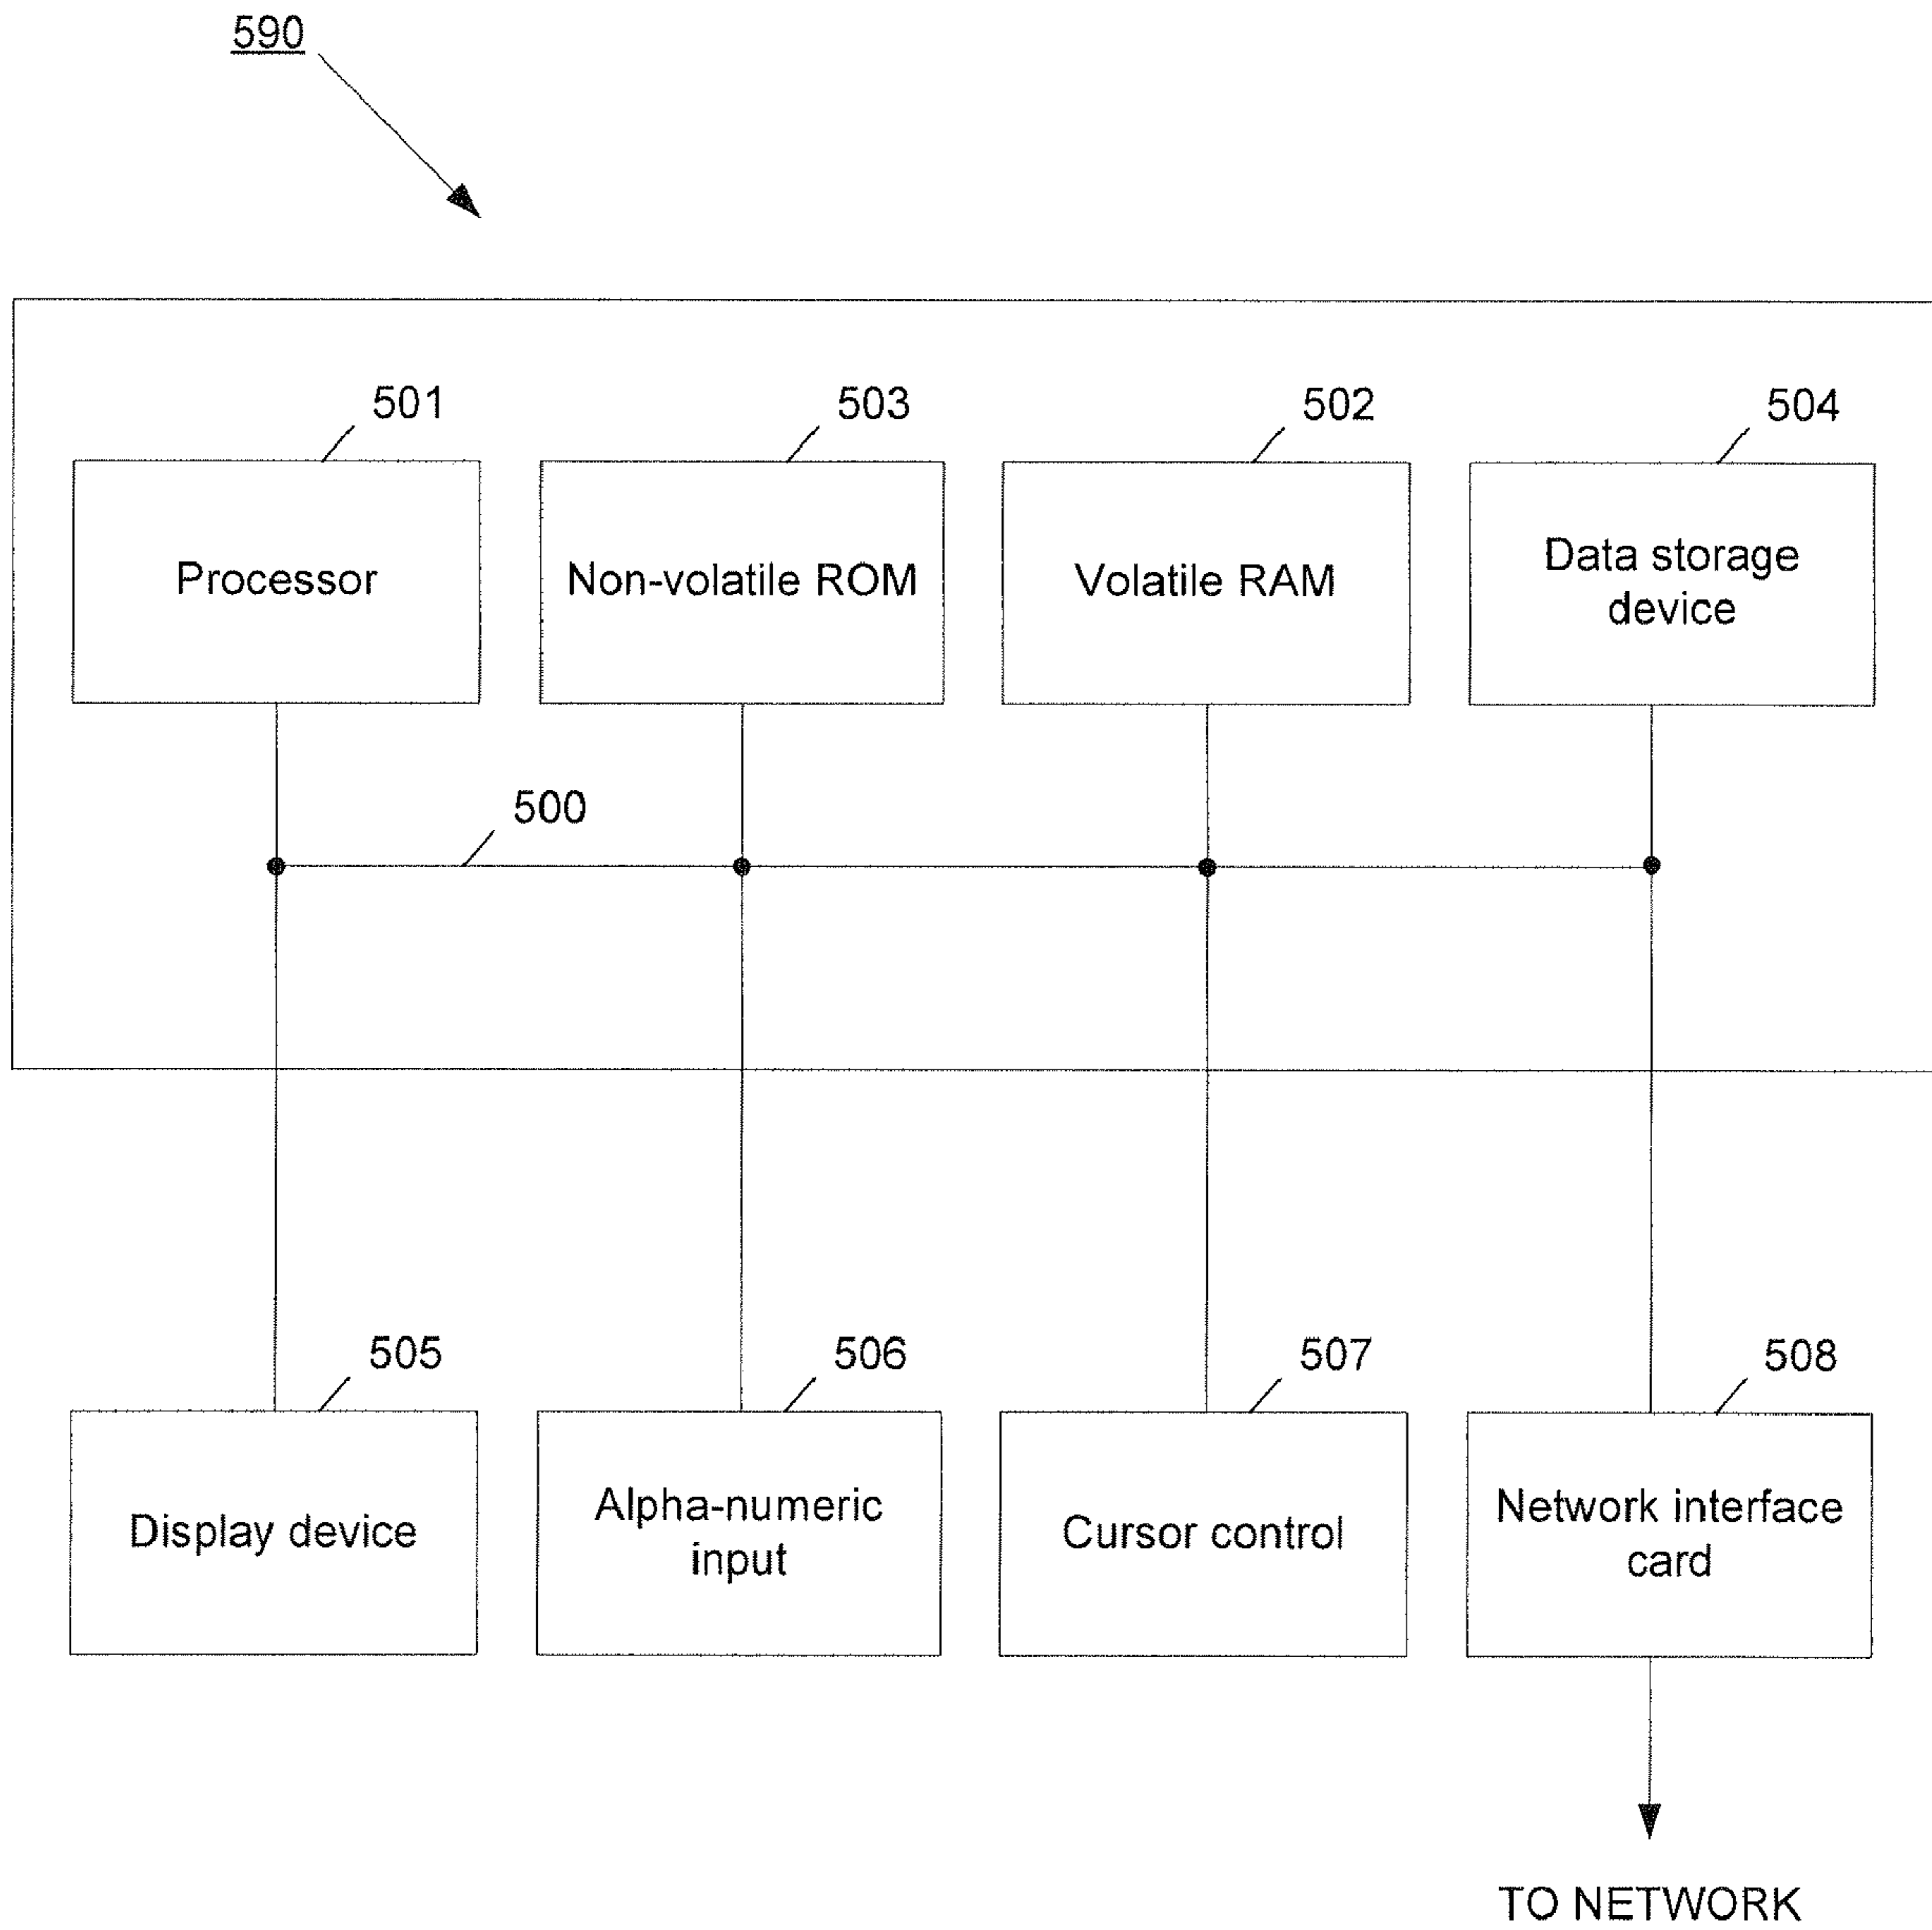 590
501
503
502
504
Processor
Non-volatile ROM
Volatile RAM
Data storage
device
500
505
506
507
508
Display device
Alpha-numeric
input
Cursor control
Network interface
card
TO NETWORK